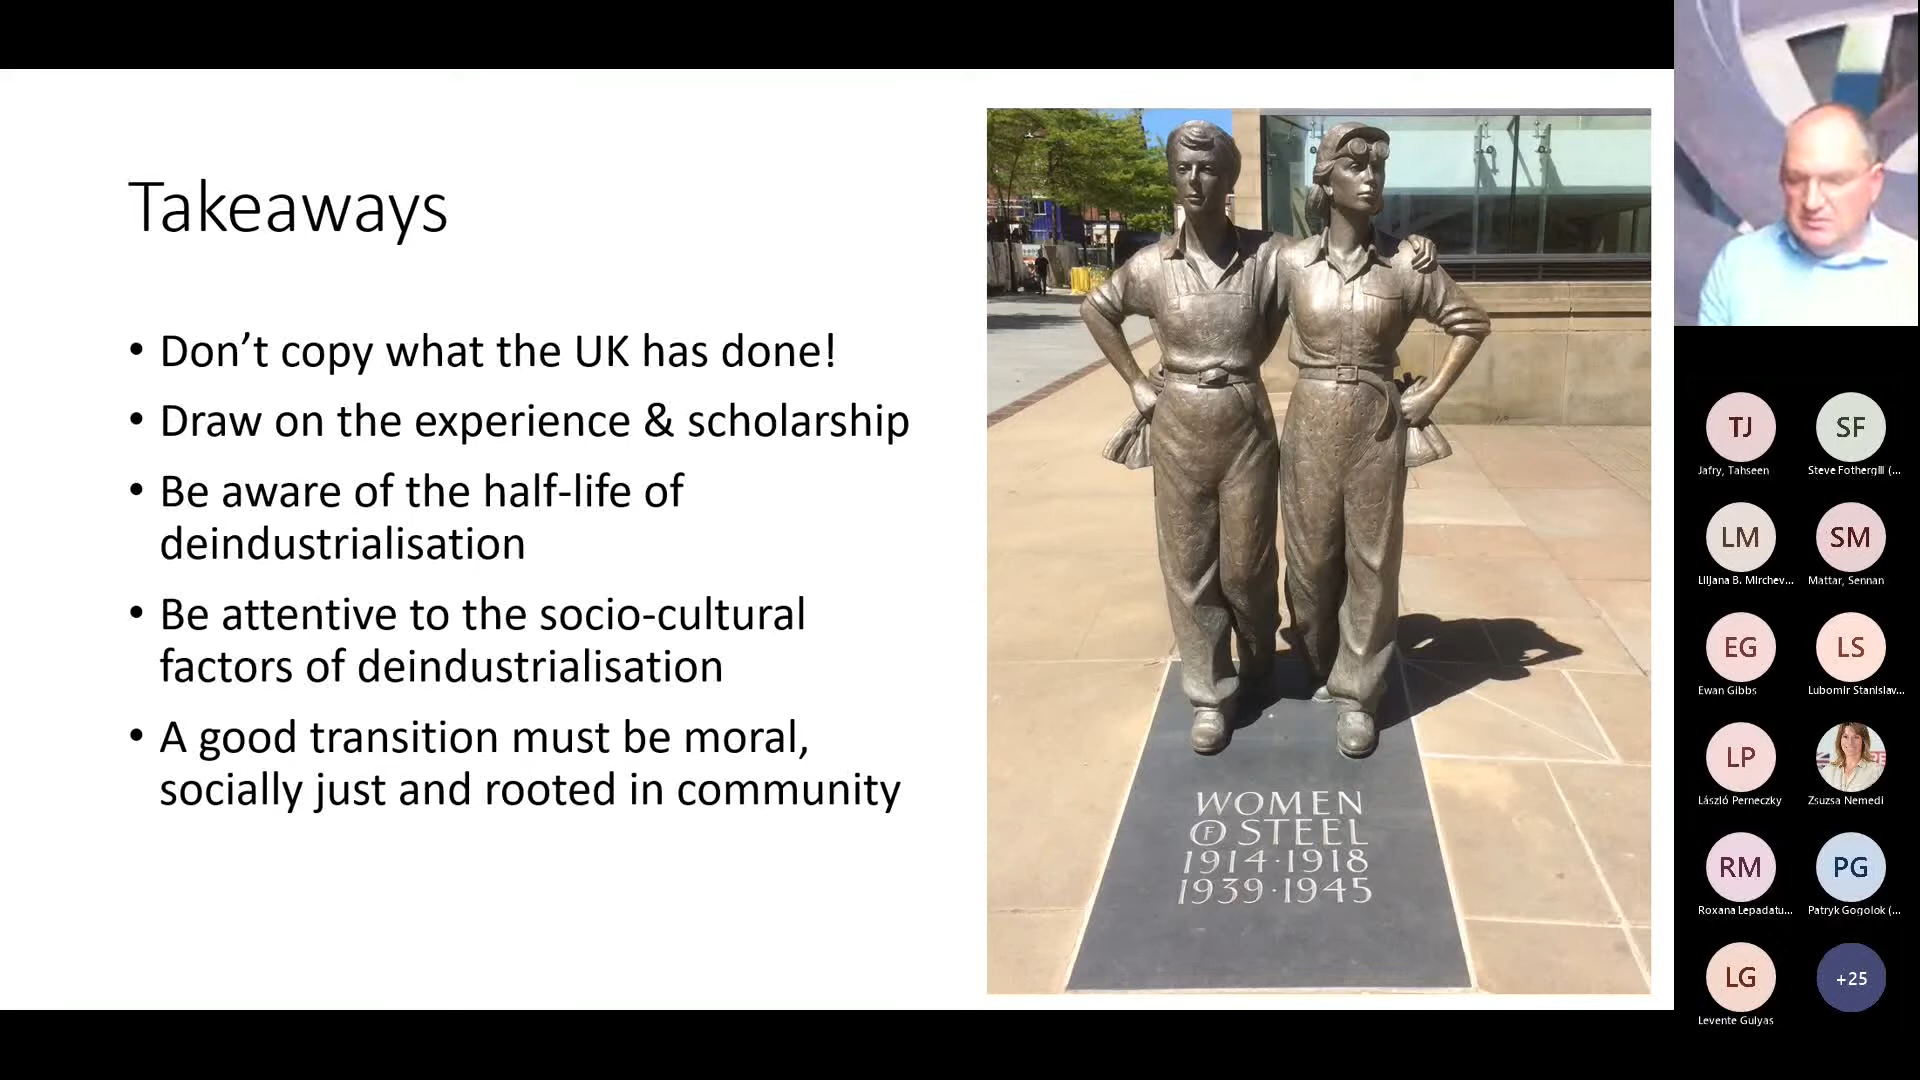 Takeaways
• Don’t copy what the UK has done!
• Draw on the experience & scholarship
• Be aware of the half-life of
deindustrialisation
• Be attentive to the socio-cultural
factors of deindustrialisation
• A good transition must be moral,
socially just and rooted in community
WOMEN
OF STEEL
1914·1918
1939·1945
TJ
Jafry, Tahseen
SF
Steve Fothergill (...
LM
Liljana B. Mirchev...
SM
Mattar, Sennan
EG
Ewan Gibbs
LS
Lubomir Stanislav...
LP
László Perneczky
Zsuzsa Nemedi
RM
Roxana Lepadatu...
PG
Patryk Gogolok (...
LG
Levente Gulyas
+25